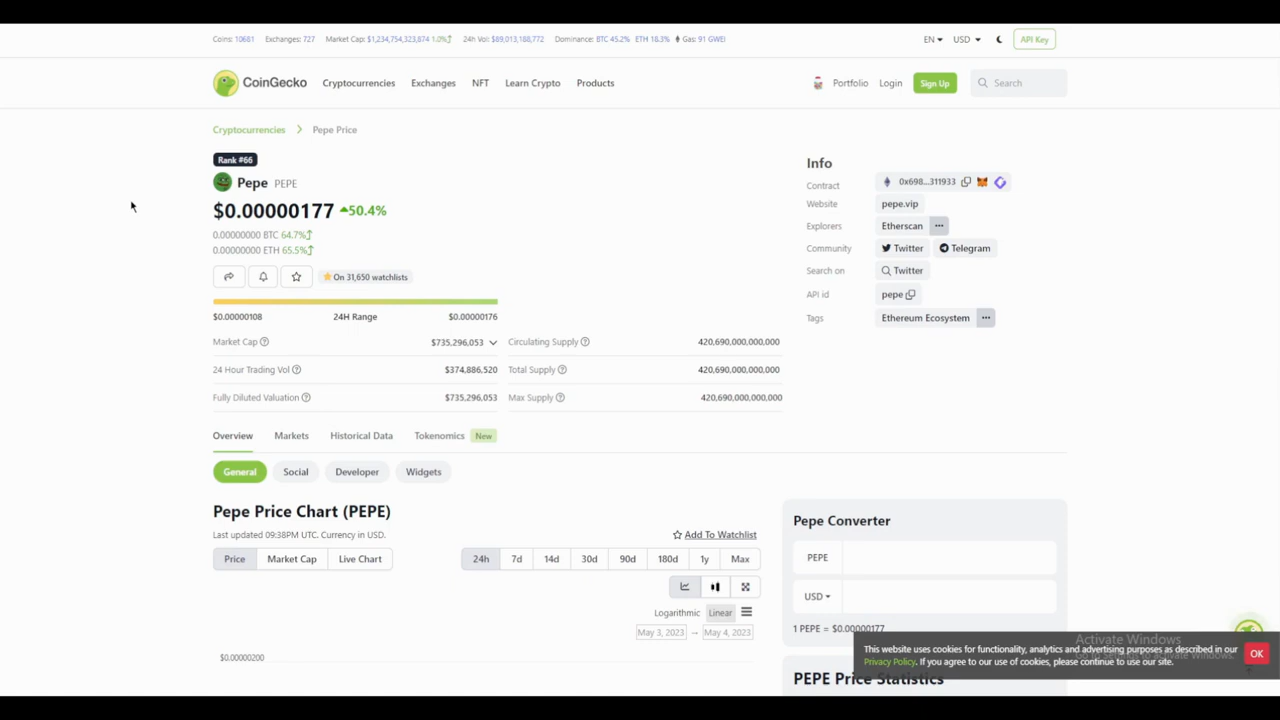 Coins: 10681 Exchanges: 727 Market Cap: $1,234,754,323,874 1.0% 24h Vol: $89,013,188,772 Dominance: BTC 45.2% ETH 18.3% Gas: 91 GWEI EN USD API Key
CoinGecko Cryptocurrencies Exchanges NFT Learn Crypto Products Portfolio Login Sign Up Search
Cryptocurrencies Pepe Price
Rank #66
Pepe PEPE
$0.00000177 50.4%
0.00000000 BTC 64.7%
0.00000000 ETH 65.5%
On 31,650 watchlists
$0.00000108 24H Range $0.00000176
Market Cap $735,296,053
24 Hour Trading Vol $374,886,520
Fully Diluted Valuation $735,296,053
Circulating Supply 420,690,000,000,000
Total Supply 420,690,000,000,000
Max Supply 420,690,000,000,000
Info
Contract 0x698...311933
Website pepe.vip
Explorers Etherscan ...
Community Twitter Telegram
Search on Twitter
API id pepe
Tags Ethereum Ecosystem ...
Overview Markets Historical Data Tokenomics New
General Social Developer Widgets
Pepe Price Chart (PEPE)
Last updated 09:38PM UTC. Currency in USD.
Add To Watchlist
Price Market Cap Live Chart 24h 7d 14d 30d 90d 180d 1y Max
Logarithmic Linear
May 3, 2023 → May 4, 2023
$0.00000200
Pepe Converter
PEPE
USD
1 PEPE = $0.00000177
PEPE Price Statistics
Activate Windows
Go to Settings to activate Windows.
This website uses cookies for functionality, analytics and advertising purposes as described in our
Privacy Policy. If you agree to our use of cookies, please continue to use our site.
OK